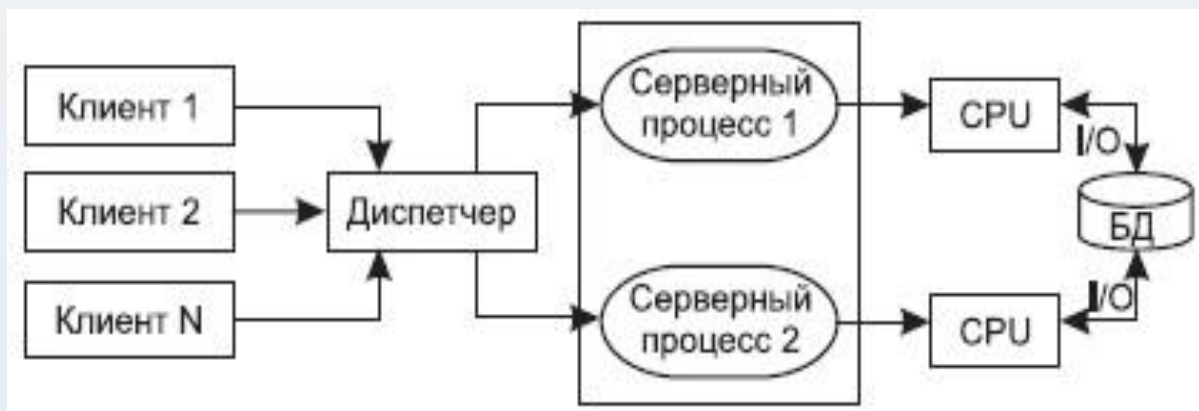 Клиент 1
Клиент 2
Клиент N
Диспетчер
Серверный
процесс 1
Серверный
процесс 2
CPU
I/O
БД
I/O
CPU